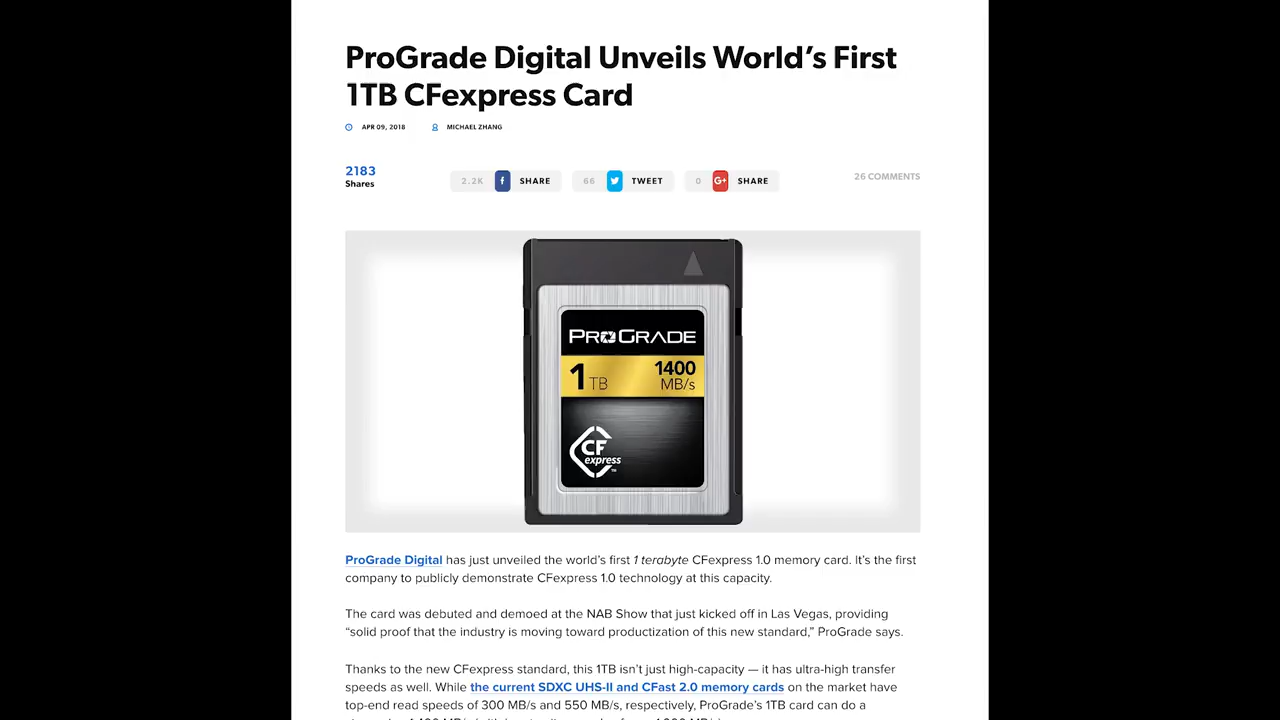 ProGrade Digital Unveils World's First
1TB CFexpress Card
APR 09, 2018 MICHAEL ZHANG
2183
Shares
2.2K f SHARE 66 TWEET 0 G+ SHARE
26 COMMENTS
PROGRADE
1TB 1400
MB/s
CF
express
TM
ProGrade Digital has just unveiled the world's first 1 terabyte CFexpress 1.0 memory card. It's the first
company to publicly demonstrate CFexpress 1.0 technology at this capacity.
The card was debuted and demoed at the NAB Show that just kicked off in Las Vegas, providing
“solid proof that the industry is moving toward productization of this new standard,” ProGrade says.
Thanks to the new CFexpress standard, this 1TB isn't just high-capacity — it has ultra-high transfer
speeds as well. While the current SDXC UHS-II and CFast 2.0 memory cards on the market have
top-end read speeds of 300 MB/s and 550 MB/s, respectively, ProGrade's 1TB card can do a